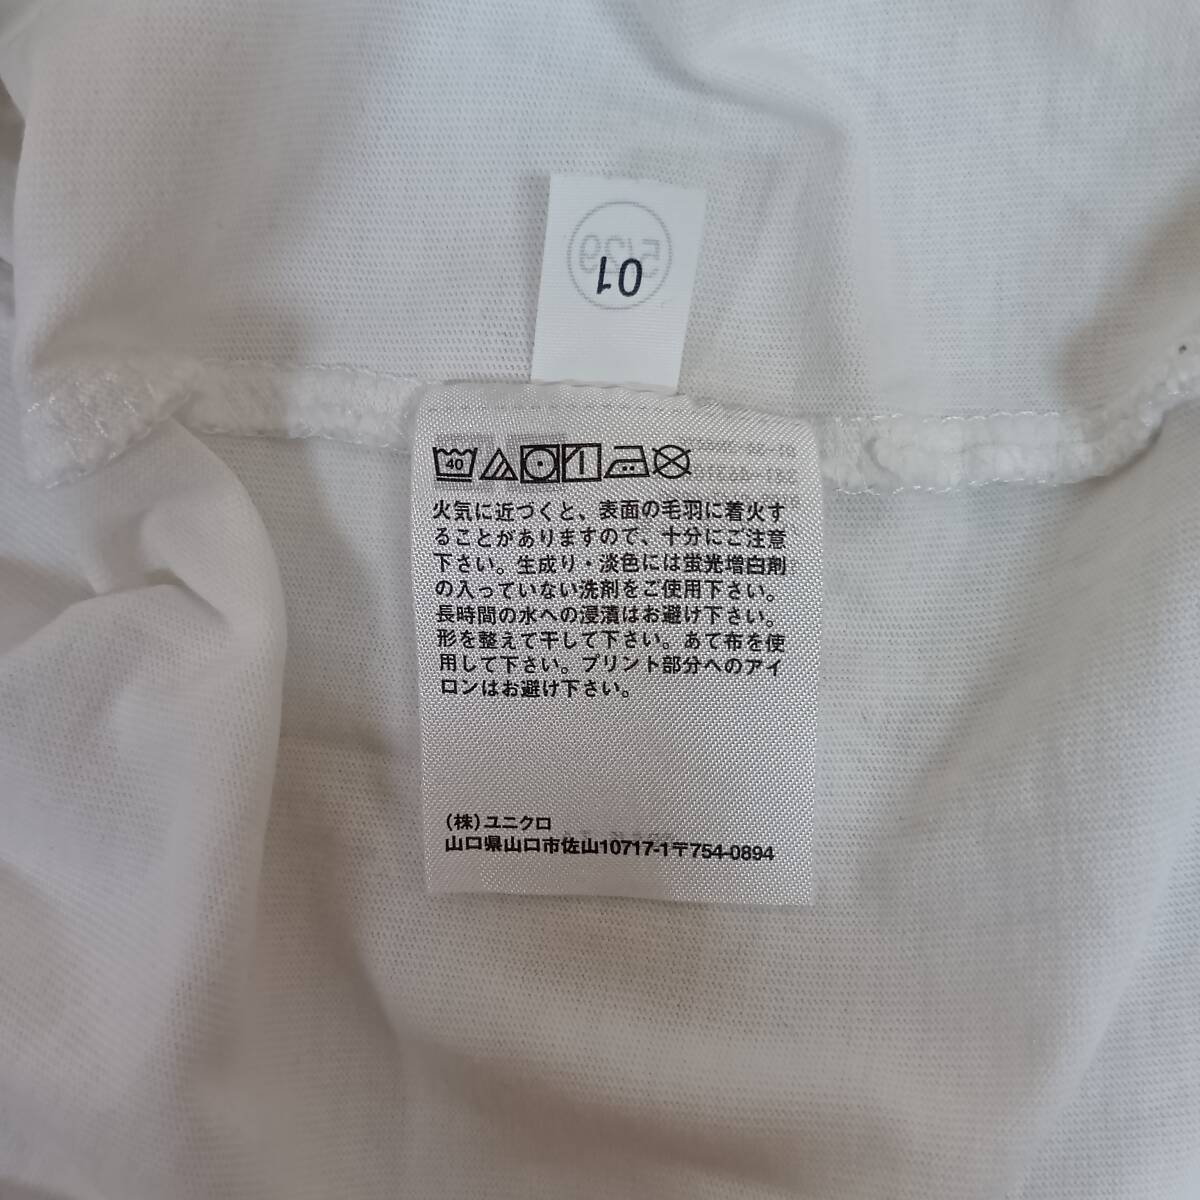 01
40
火気に近づくと、表面の毛羽に着火す
ることがありますので、十分にご注意
下さい。生成り・淡色には蛍光増白剤
の入っていない洗剤をご使用下さい。
長時間の水への浸漬はお避け下さい。
形を整えて干して下さい。あて布を使
用して下さい。プリント部分へのアイ
ロンはお避け下さい。
(株)ユニクロ
山口県山口市佐山10717-1〒754-0894